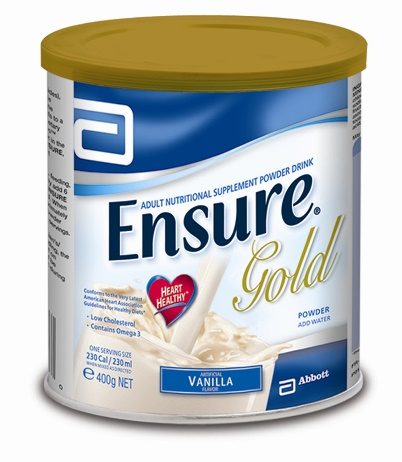 ADULT NUTRITIONAL SUPPLEMENT POWDER DRINK
Ensure®
Gold
HEART
HEALTHY*
Conforms to the very Latest
American Heart Association
Guidelines for Healthy Diets*
• Low Cholesterol
• Contains Omega 3
POWDER
ADD WATER
ONE SERVING SIZE
230 Cal / 230 ml
WHEN MIXED AS DIRECTED
e 400g NET
ARTIFICIAL
VANILLA
FLAVOR
Abbott